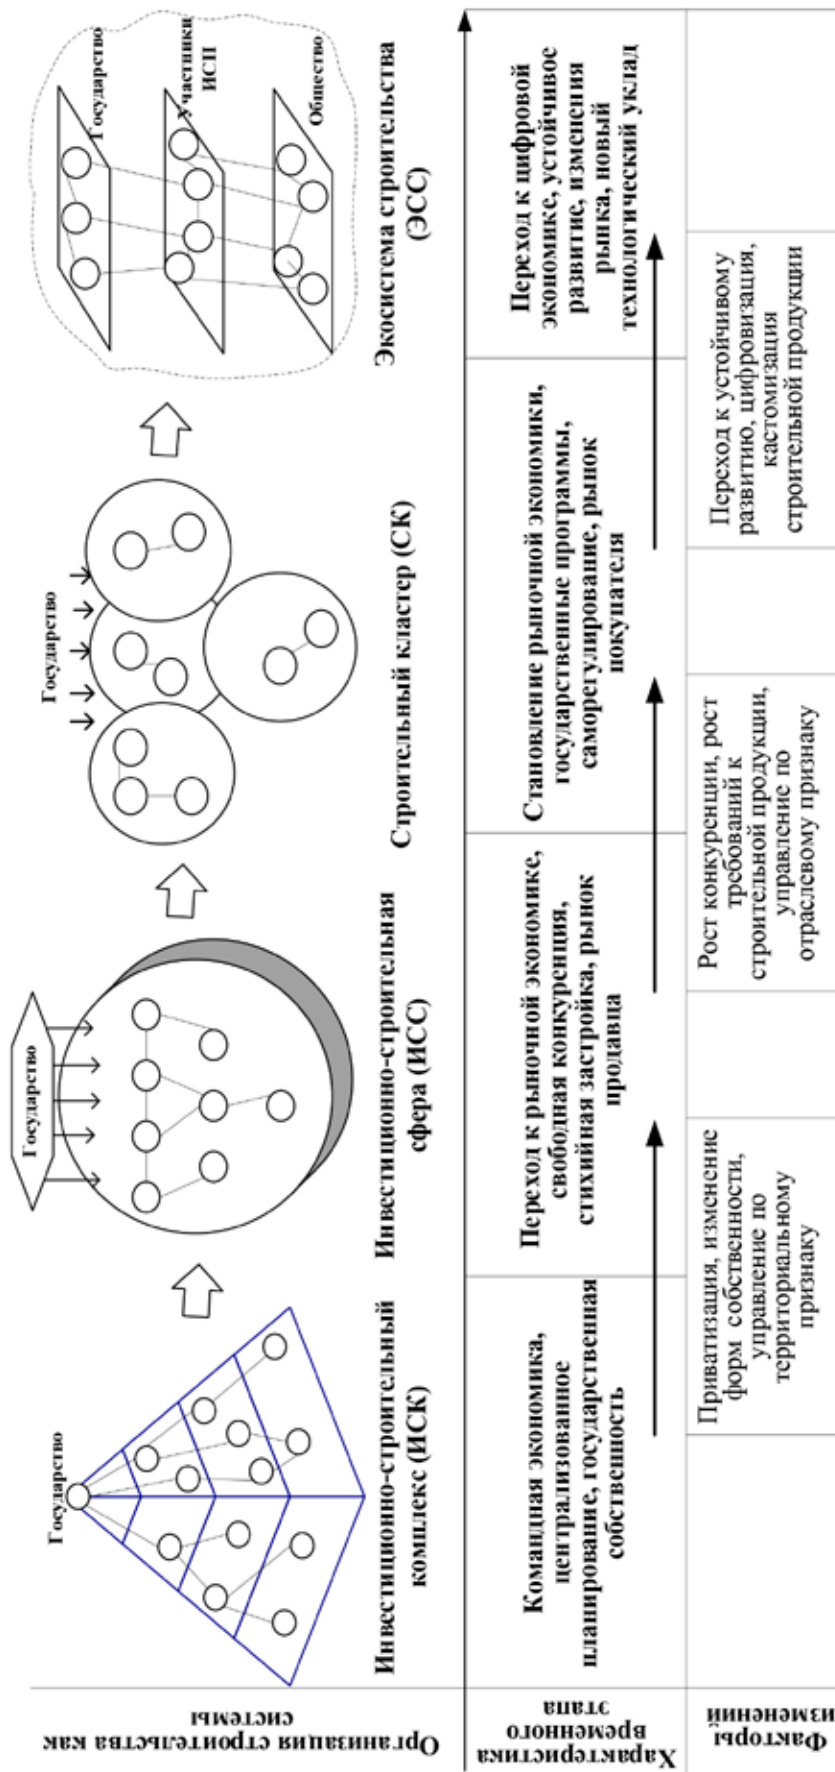 Организация строительства как
системы
Государство
Инвестиционно-строительный
комплекс (ИСК)
Государство
Инвестиционно-строительная
сфера (ИСС)
Государство
Строительный кластер (СК)
Государство
Участники
ИСП
Общество
Экосистема строительства
(ЭСС)
Характеристика
временного
этапа
Командная экономика,
централизованное
планирование, государственная
собственность
Переход к рыночной экономике,
свободная конкуренция,
стихийная застройка, рынок
продавца
Становление рыночной экономики,
государственные программы,
саморегулирование, рынок
покупателя
Переход к цифровой
экономике, устойчивое
развитие, изменения
рынка, новый
технологический уклад
Факторы
изменений
Приватизация, изменение
форм собственности,
управление по
территориальному
признаку
Рост конкуренции, рост
требований к
строительной продукции,
управление по
отраслевому признаку
Переход к устойчивому
развитию, цифровизация,
кастомизация
строительной продукции